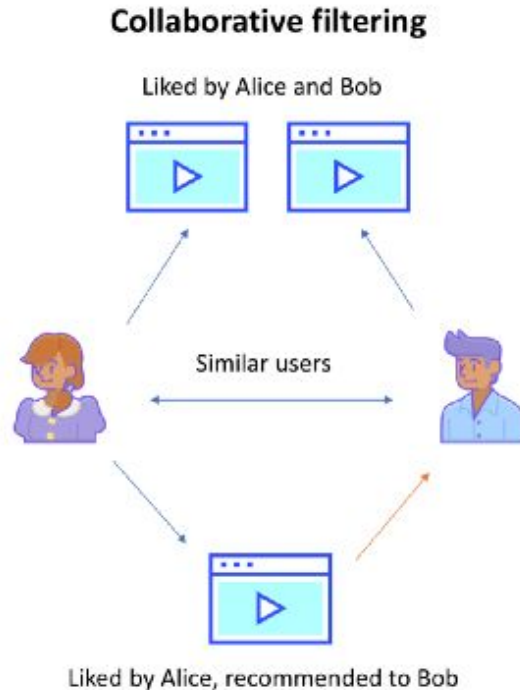 Collaborative filtering
Liked by Alice and Bob
Similar users
Liked by Alice, recommended to Bob